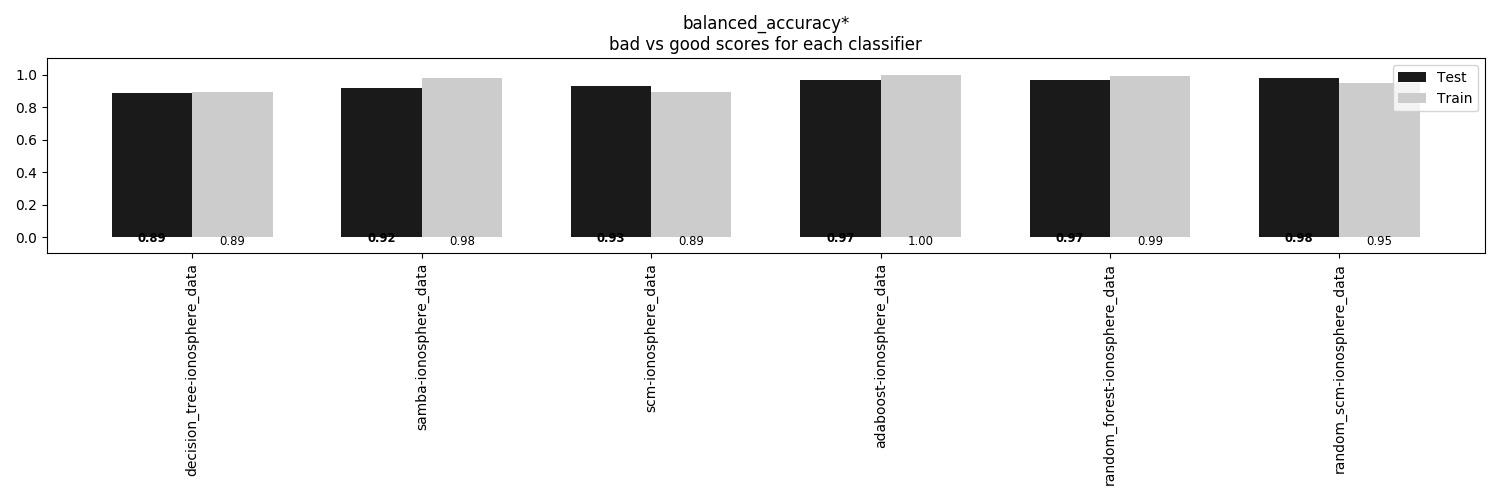 balanced_accuracy*
bad vs good scores for each classifier
Test
Train
1.0
0.8
0.6
0.4
0.2
0.0
0.89
0.89
0.92
0.98
0.93
0.89
0.97
1.00
0.97
0.99
0.98
0.95
decision_tree-ionosphere_data
samba-ionosphere_data
scm-ionosphere_data
adaboost-ionosphere_data
random_forest-ionosphere_data
random_scm-ionosphere_data